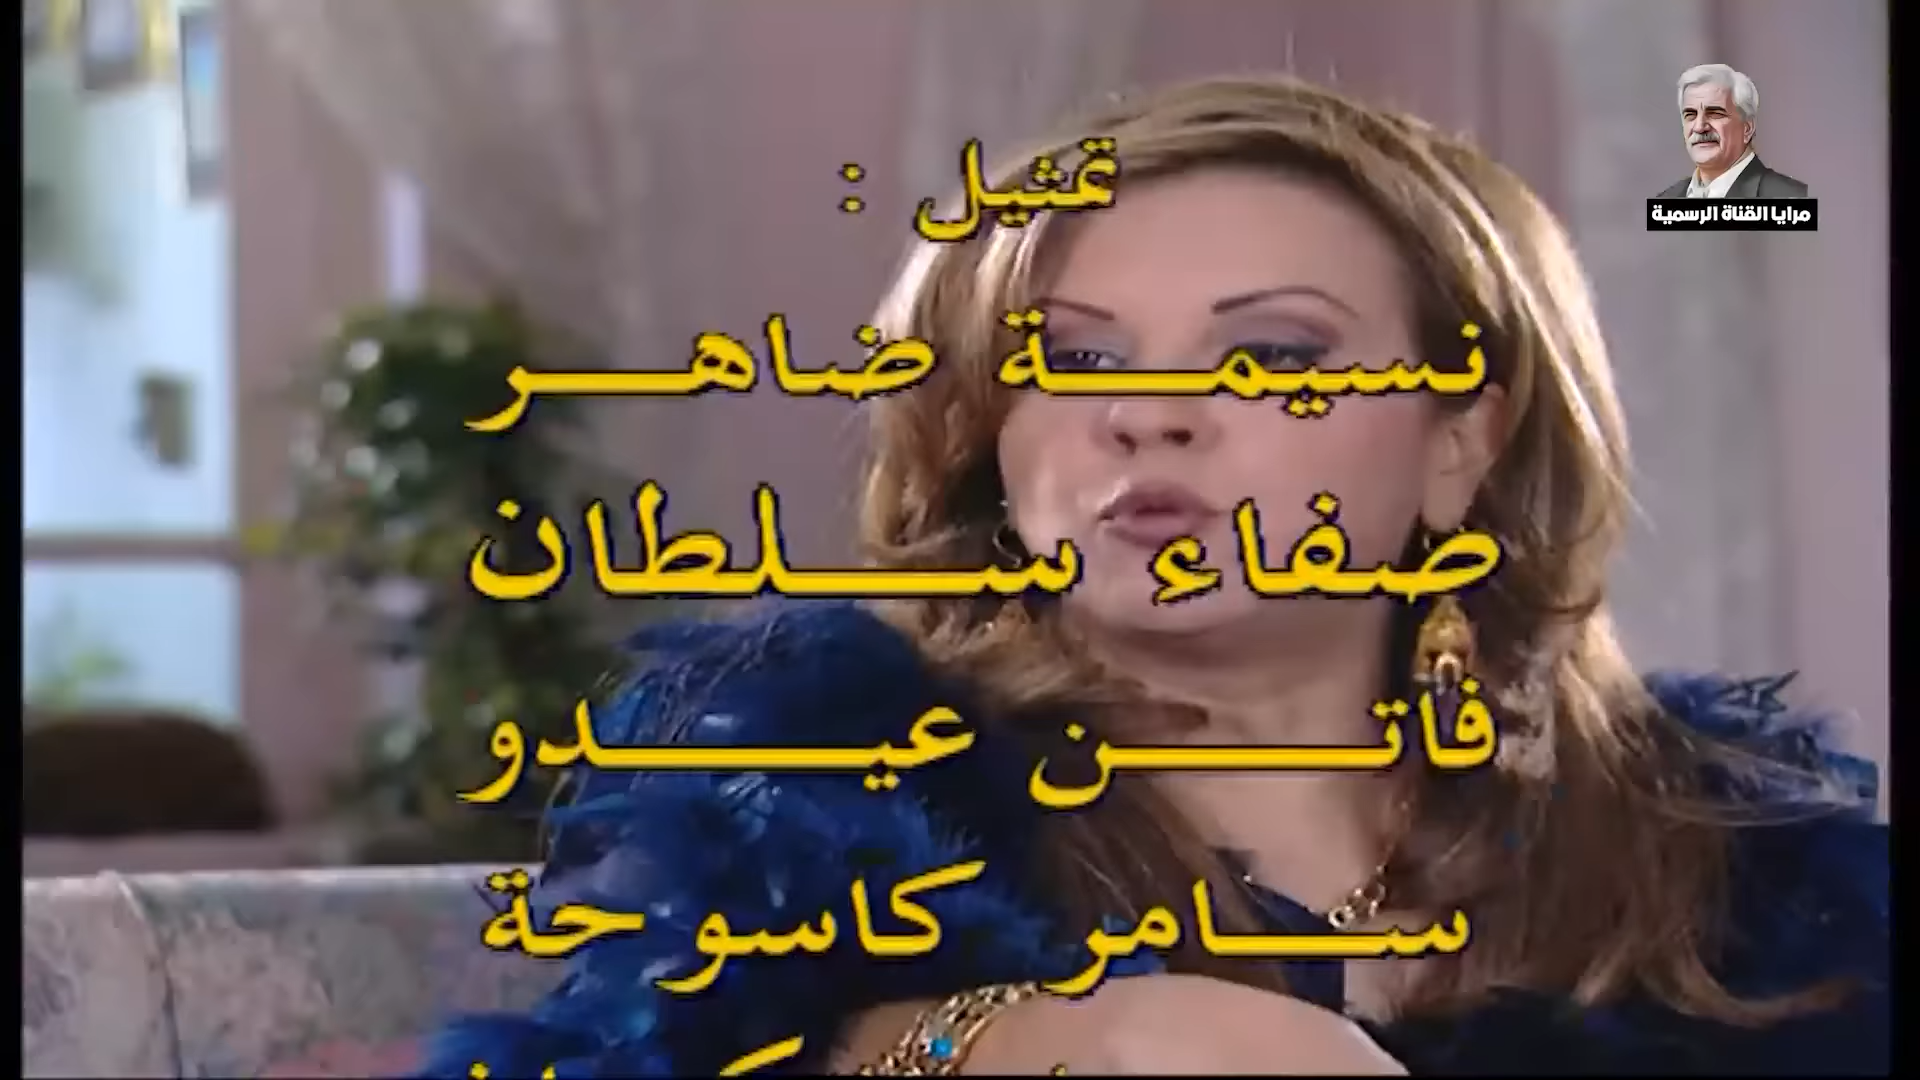 تمثيل :
مرايا القناة الرسمية
نسيمة ضاهر
صفاء سلطان
فاتن عيدو
سامر كاسوحة